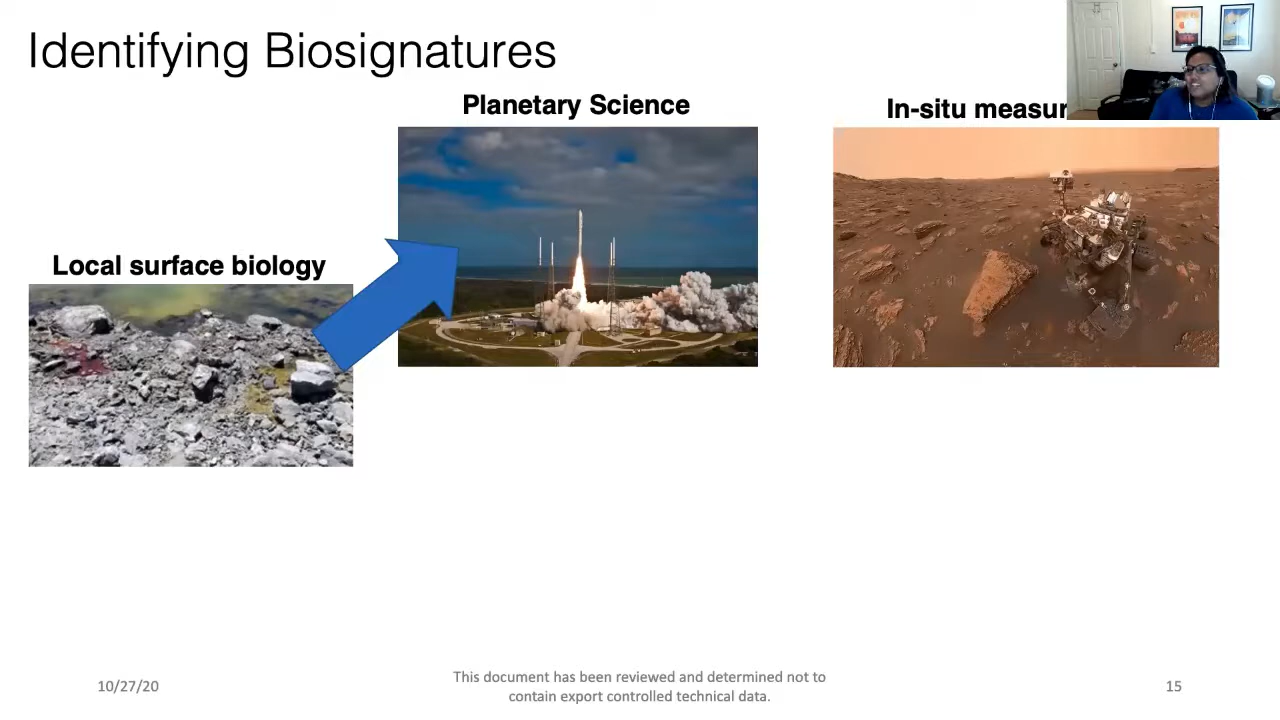 Identifying Biosignatures
Planetary Science
In-situ
Local surface biology
10/27/20
This document has been reviewed and determined not to
contain export controlled technical data.
15